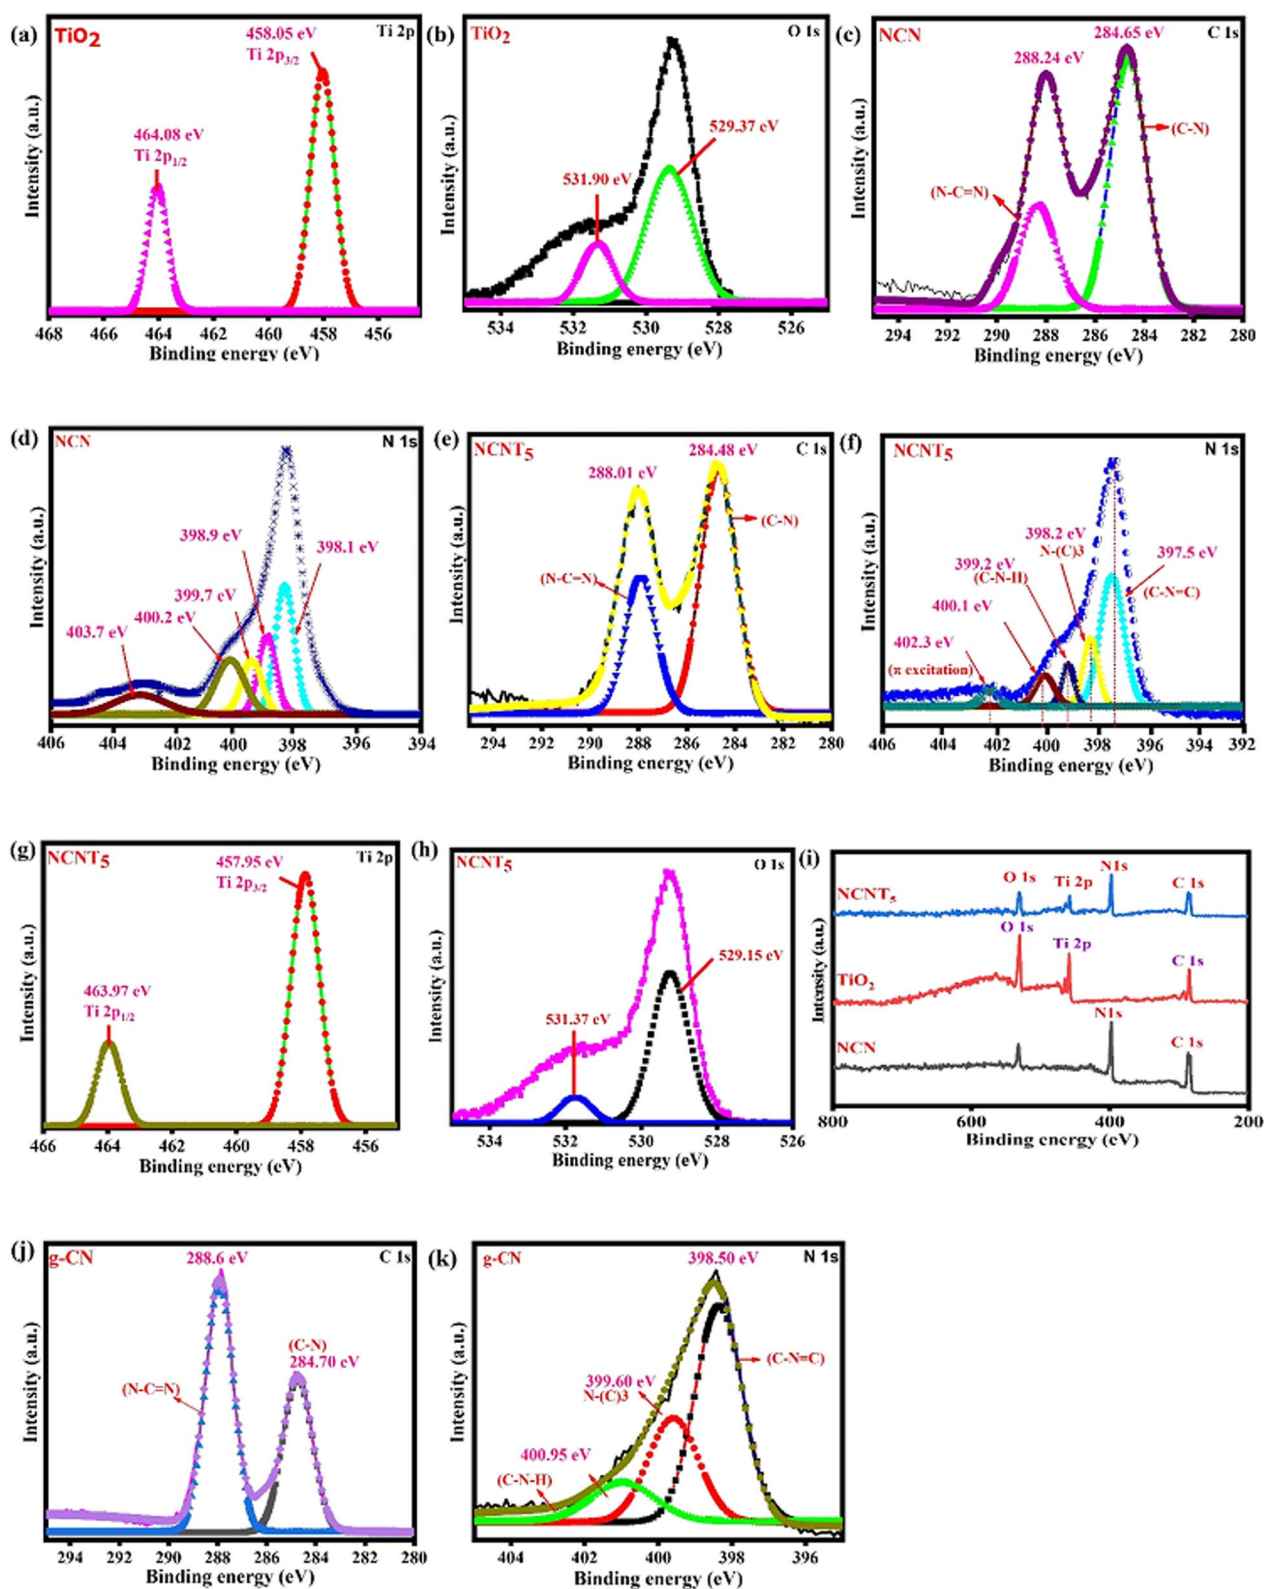 (a)
TiO2
458.05 eV
Ti 2p3/2
Ti 2p
464.08 eV
Ti 2p1/2
Intensity (a.u.)
468 466 464 462 460 458 456
Binding energy (eV)
(b)
TiO2
O 1s
529.37 eV
531.90 eV
Intensity (a.u.)
534 532 530 528 526
Binding energy (eV)
(c)
NCN
284.65 eV
C 1s
288.24 eV
(C-N)
(N-C=N)
Intensity (a.u.)
294 292 290 288 286 284 282 280
Binding energy (eV)
(d)
NCN
N 1s
398.9 eV
398.1 eV
399.7 eV
400.2 eV
403.7 eV
Intensity (a.u.)
406 404 402 400 398 396 394
Binding energy (eV)
(e)
NCNT5
284.48 eV
C 1s
288.01 eV
(C-N)
(N-C=N)
Intensity (a.u.)
294 292 290 288 286 284 282 280
Binding energy (eV)
(f)
NCNT5
N 1s
398.2 eV
N-(C)3
397.5 eV
399.2 eV
(C-N-H)
(C-N=C)
400.1 eV
402.3 eV
(π excitation)
Intensity (a.u.)
406 404 402 400 398 396 394 392
Binding energy (eV)
(g)
NCNT5
457.95 eV
Ti 2p3/2
Ti 2p
463.97 eV
Ti 2p1/2
Intensity (a.u.)
466 464 462 460 458 456
Binding energy (eV)
(h)
NCNT5
O 1s
529.15 eV
531.37 eV
Intensity (a.u.)
534 532 530 528 526
Binding energy (eV)
(i)
NCNT5
O 1s
Ti 2p
N1s
C 1s
TiO2
O 1s
Ti 2p
C 1s
NCN
N1s
C 1s
Intensity (a.u.)
800 600 400 200
Binding energy (eV)
(j)
g-CN
288.6 eV
C 1s
(C-N)
284.70 eV
(N-C=N)
Intensity (a.u.)
294 292 290 288 286 284 282 280
Binding energy (eV)
(k)
g-CN
398.50 eV
N 1s
(C-N=C)
399.60 eV
N-(C)3
400.95 eV
(C-N-H)
Intensity (a.u.)
404 402 400 398 396
Binding energy (eV)